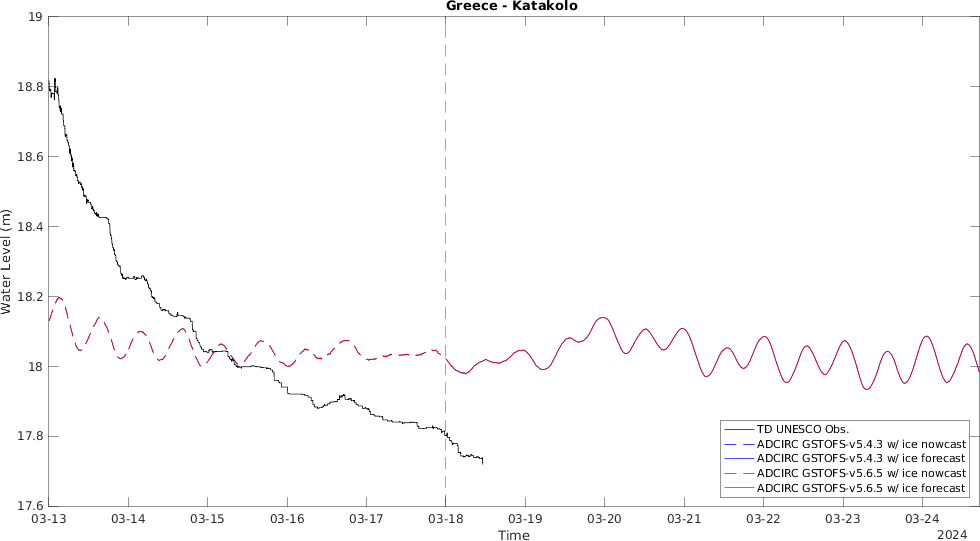 Greece - Katakolo
19
18.8
18.6
18.4
18.2
18
17.8
17.6
Water Level (m)
03-13 03-14 03-15 03-16 03-17 03-18 03-19 03-20 03-21 03-22 03-23 03-24
Time
2024
TD UNESCO Obs.
ADCIRC GSTOFS-v5.4.3 w/ ice nowcast
ADCIRC GSTOFS-v5.4.3 w/ ice forecast
ADCIRC GSTOFS-v5.6.5 w/ ice nowcast
ADCIRC GSTOFS-v5.6.5 w/ ice forecast